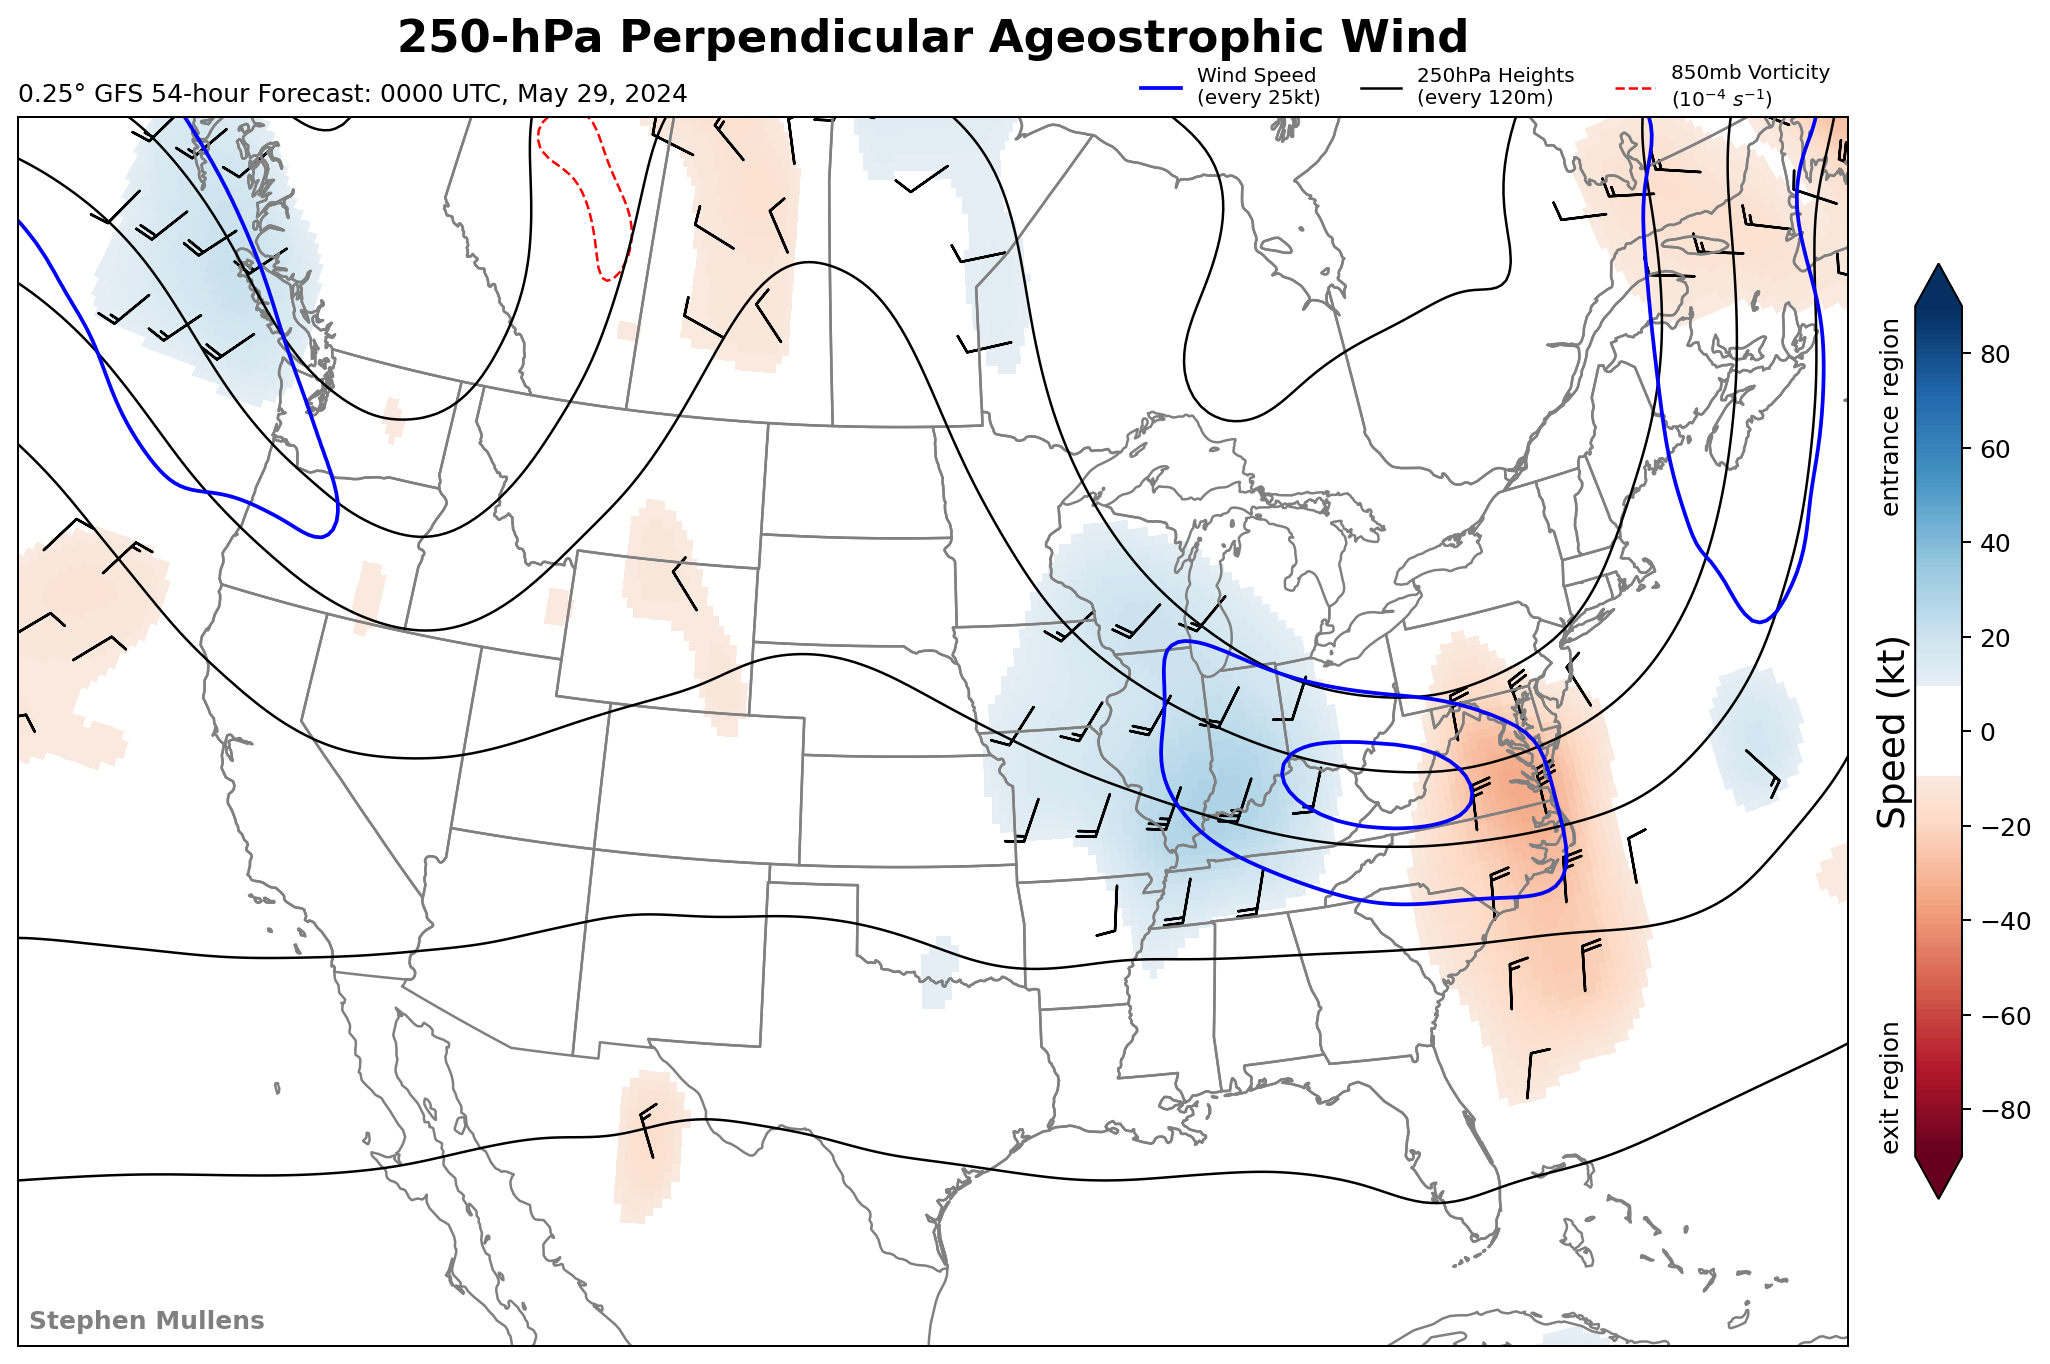 250-hPa Perpendicular Ageostrophic Wind
0.25° GFS 54-hour Forecast: 0000 UTC, May 29, 2024
Wind Speed
(every 25kt)
250hPa Heights
(every 120m)
850mb Vorticity
(10⁻⁴ s⁻¹)
entrance region
Speed (kt)
exit region
80
60
40
20
0
−20
−40
−60
−80
Stephen Mullens